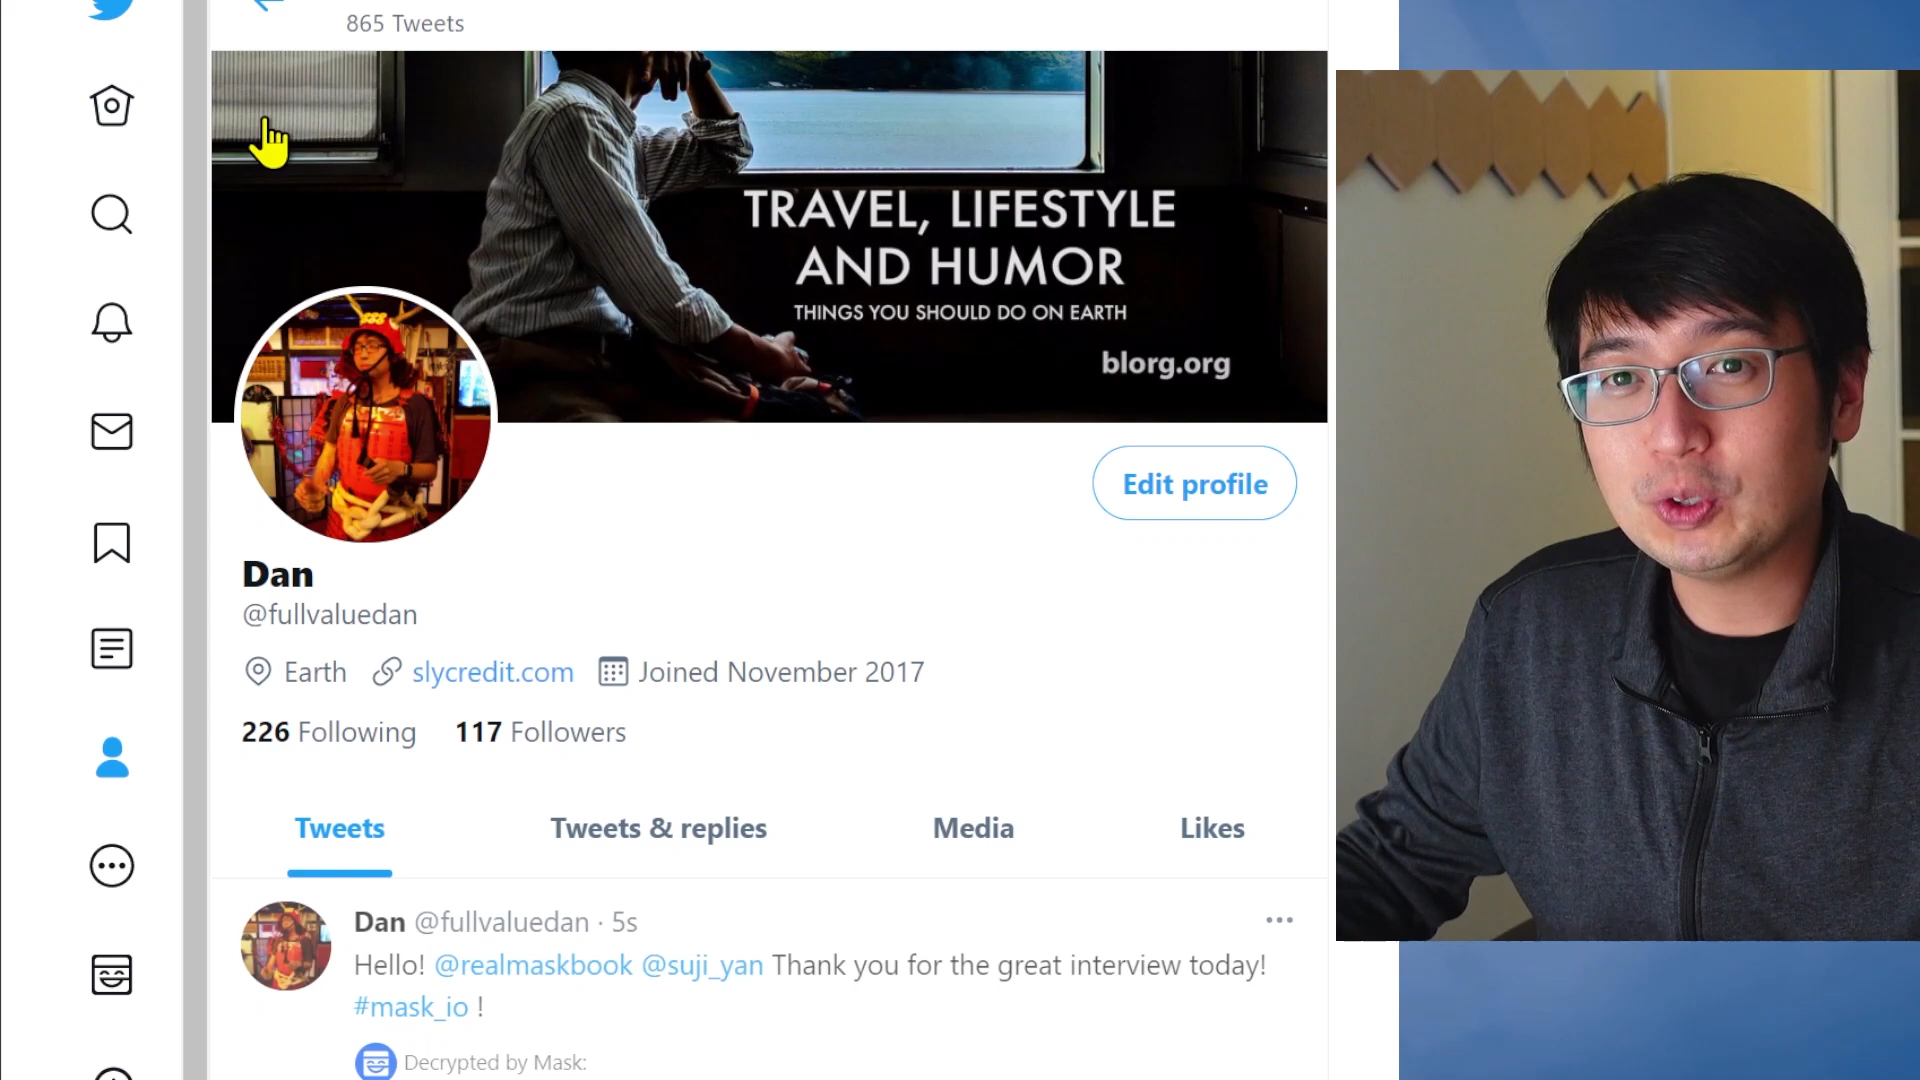 865 Tweets
TRAVEL, LIFESTYLE
AND HUMOR
THINGS YOU SHOULD DO ON EARTH
blorg.org
Edit profile
Dan
@fullvaluedan
Earth slycredit.com Joined November 2017
226 Following 117 Followers
Tweets Tweets & replies Media Likes
Dan @fullvaluedan · 5s
Hello! @realmaskbook @suji_yan Thank you for the great interview today!
#mask_io !
Decrypted by Mask: